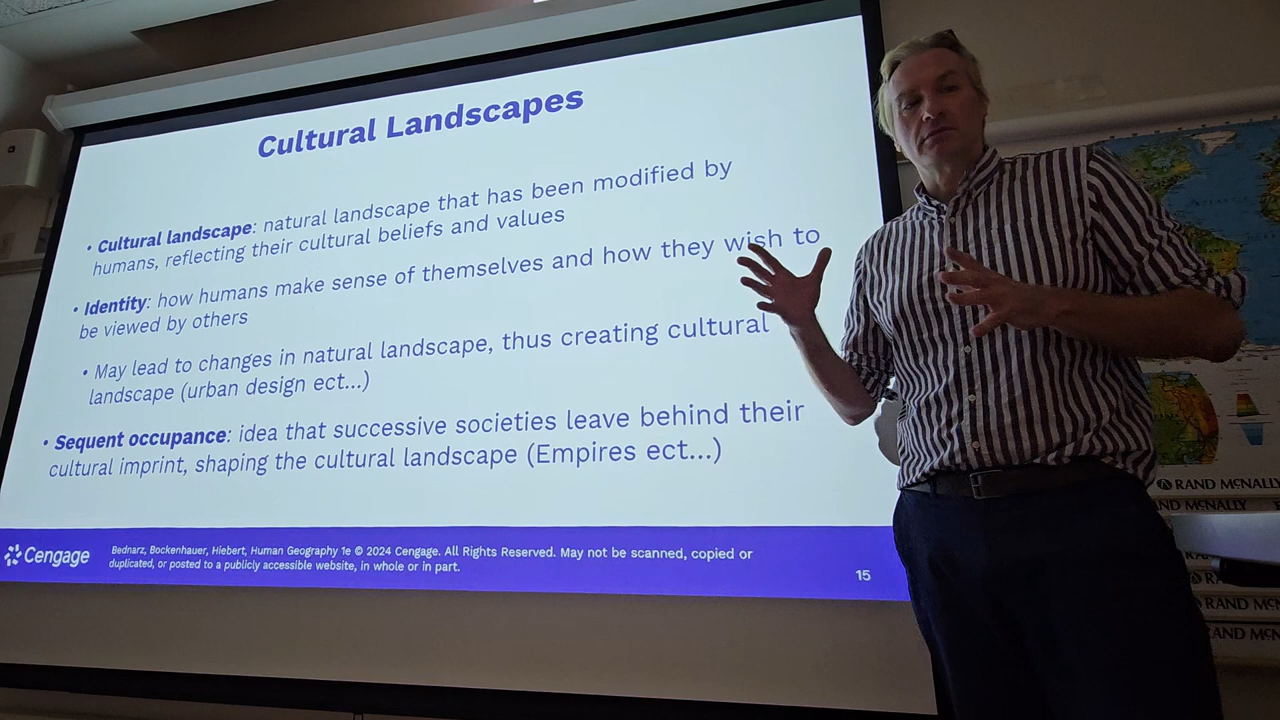 Cultural Landscapes
• Cultural landscape: natural landscape that has been modified by
humans, reflecting their cultural beliefs and values
• Identity: how humans make sense of themselves and how they wish to
be viewed by others
• May lead to changes in natural landscape, thus creating cultural
landscape (urban design ect...)
• Sequent occupance: idea that successive societies leave behind their
cultural imprint, shaping the cultural landscape (Empires ect...)
Cengage
Bednarz, Bockenhauer, Hiebert, Human Geography 1e © 2024 Cengage. All Rights Reserved. May not be scanned, copied or
duplicated, or posted to a publicly accessible website, in whole or in part.
15
RAND McNALLY
RAND McNALLY
RAND McNALLY
RAND McNALLY